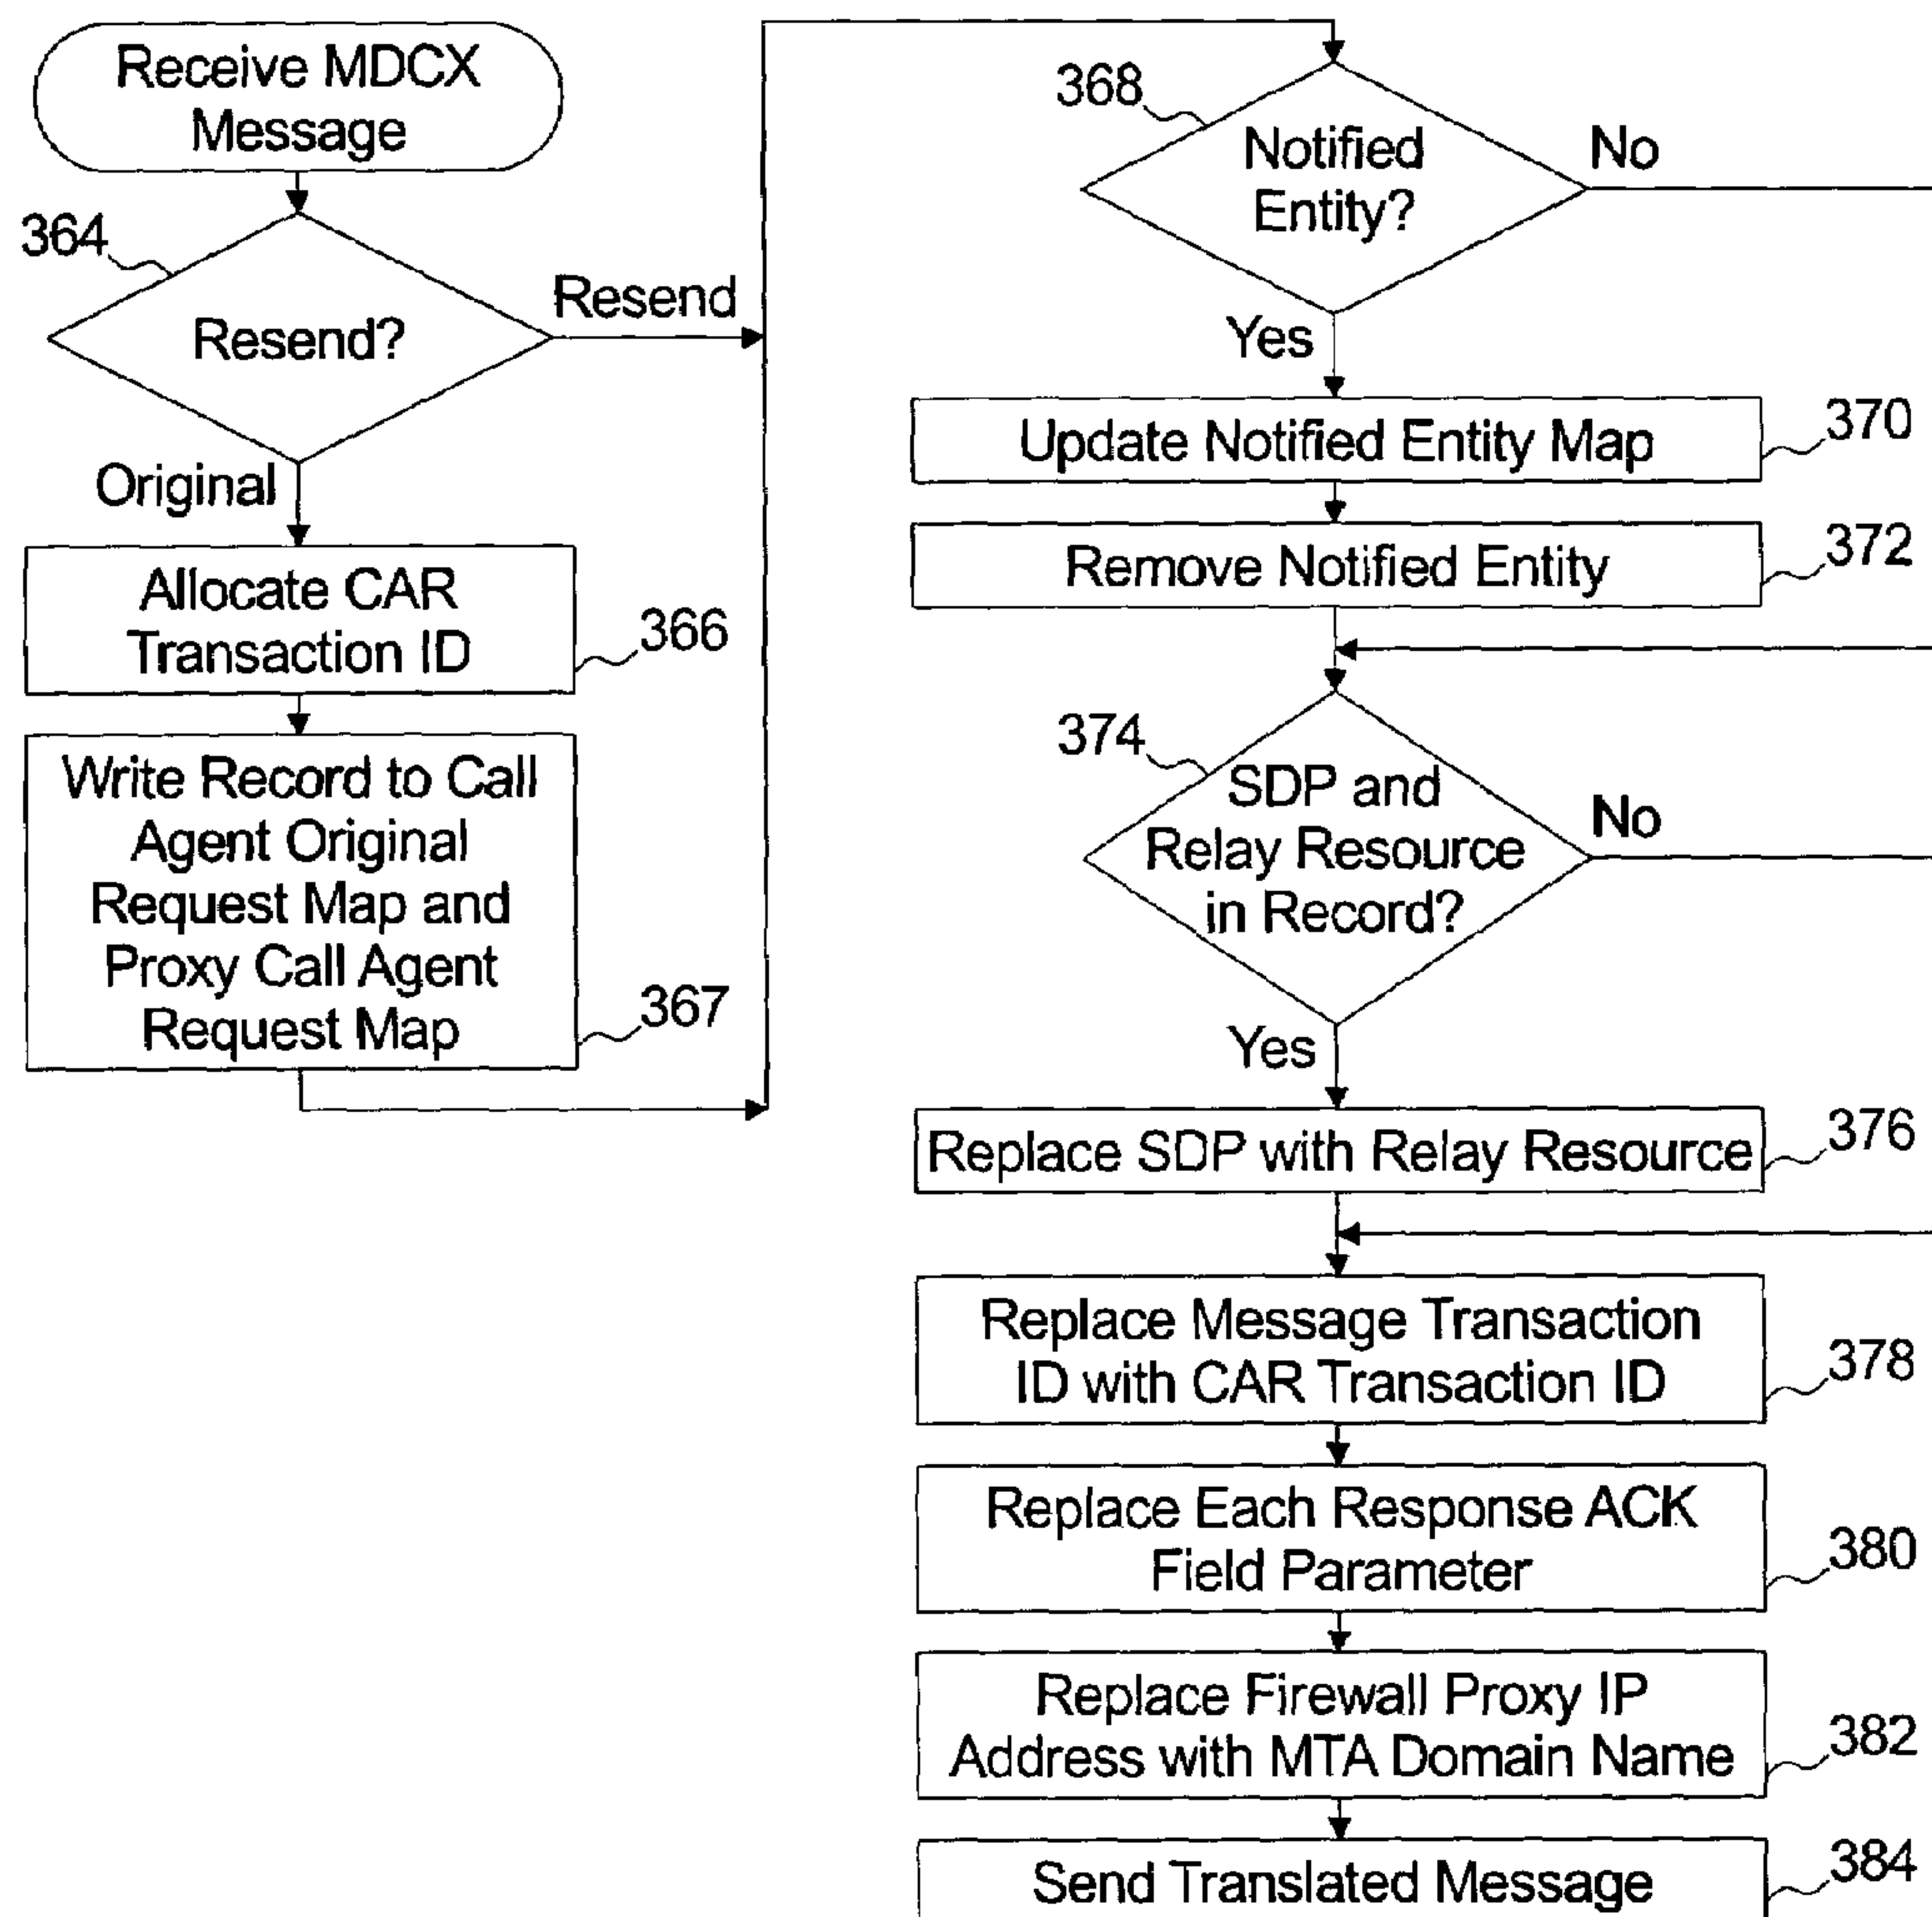 Receive MDCX
Message
364
Resend?
Resend
Original
Allocate CAR
Transaction ID
366
Write Record to Call
Agent Original
Request Map and
Proxy Call Agent
Request Map
367
368
Notified
Entity?
No
Yes
Update Notified Entity Map
370
Remove Notified Entity
372
374
SDP and
Relay Resource
in Record?
No
Yes
Replace SDP with Relay Resource
376
Replace Message Transaction
ID with CAR Transaction ID
378
Replace Each Response ACK
Field Parameter
380
Replace Firewall Proxy IP
Address with MTA Domain Name
382
Send Translated Message
384